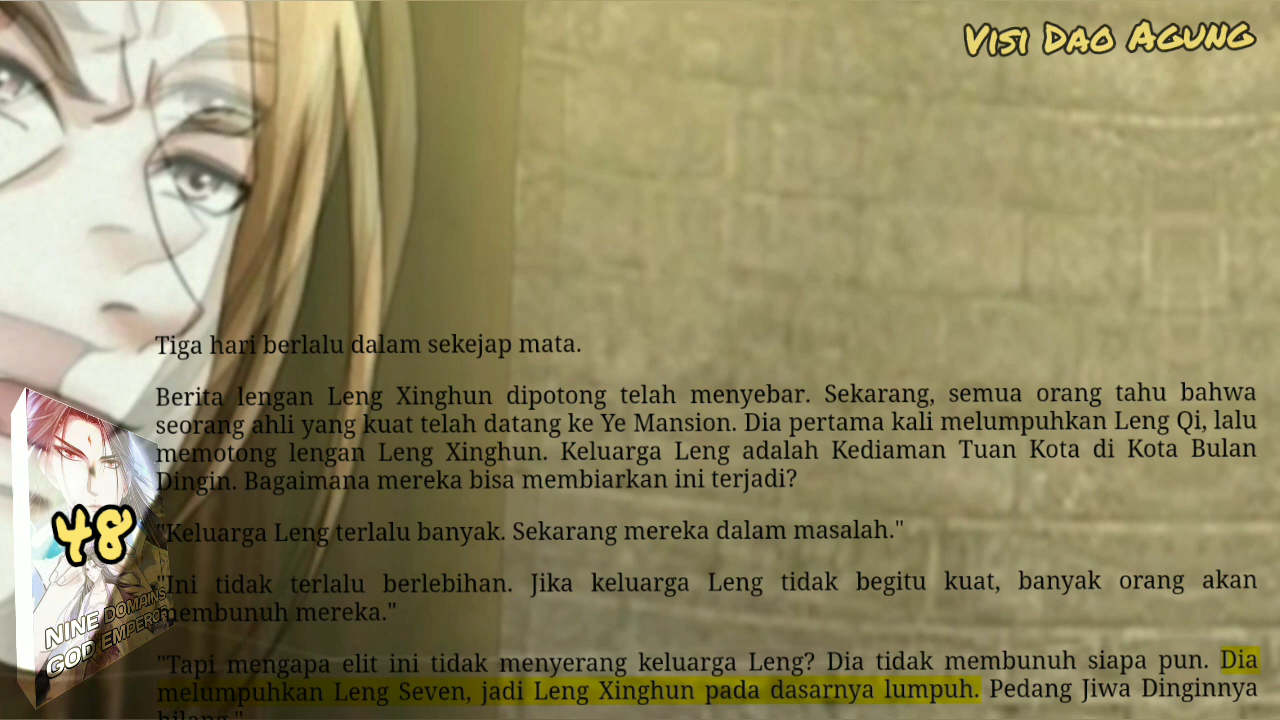 Visi Dao Agung
Tiga hari berlalu dalam sekejap mata.
Berita lengan Leng Xinghun dipotong telah menyebar. Sekarang, semua orang tahu bahwa
seorang ahli yang kuat telah datang ke Ye Mansion. Dia pertama kali melumpuhkan Leng Qi, lalu
memotong lengan Leng Xinghun. Keluarga Leng adalah Kediaman Tuan Kota di Kota Bulan
Dingin. Bagaimana mereka bisa membiarkan ini terjadi?
"Keluarga Leng terlalu banyak. Sekarang mereka dalam masalah."
"Ini tidak terlalu berlebihan. Jika keluarga Leng tidak begitu kuat, banyak orang akan
membunuh mereka."
"Tapi mengapa elit ini tidak menyerang keluarga Leng? Dia tidak membunuh siapa pun. Dia
melumpuhkan Leng Seven, jadi Leng Xinghun pada dasarnya lumpuh. Pedang Jiwa Dinginnya
hilang."
48
NINE DOMAINS
GOD EMPEROR